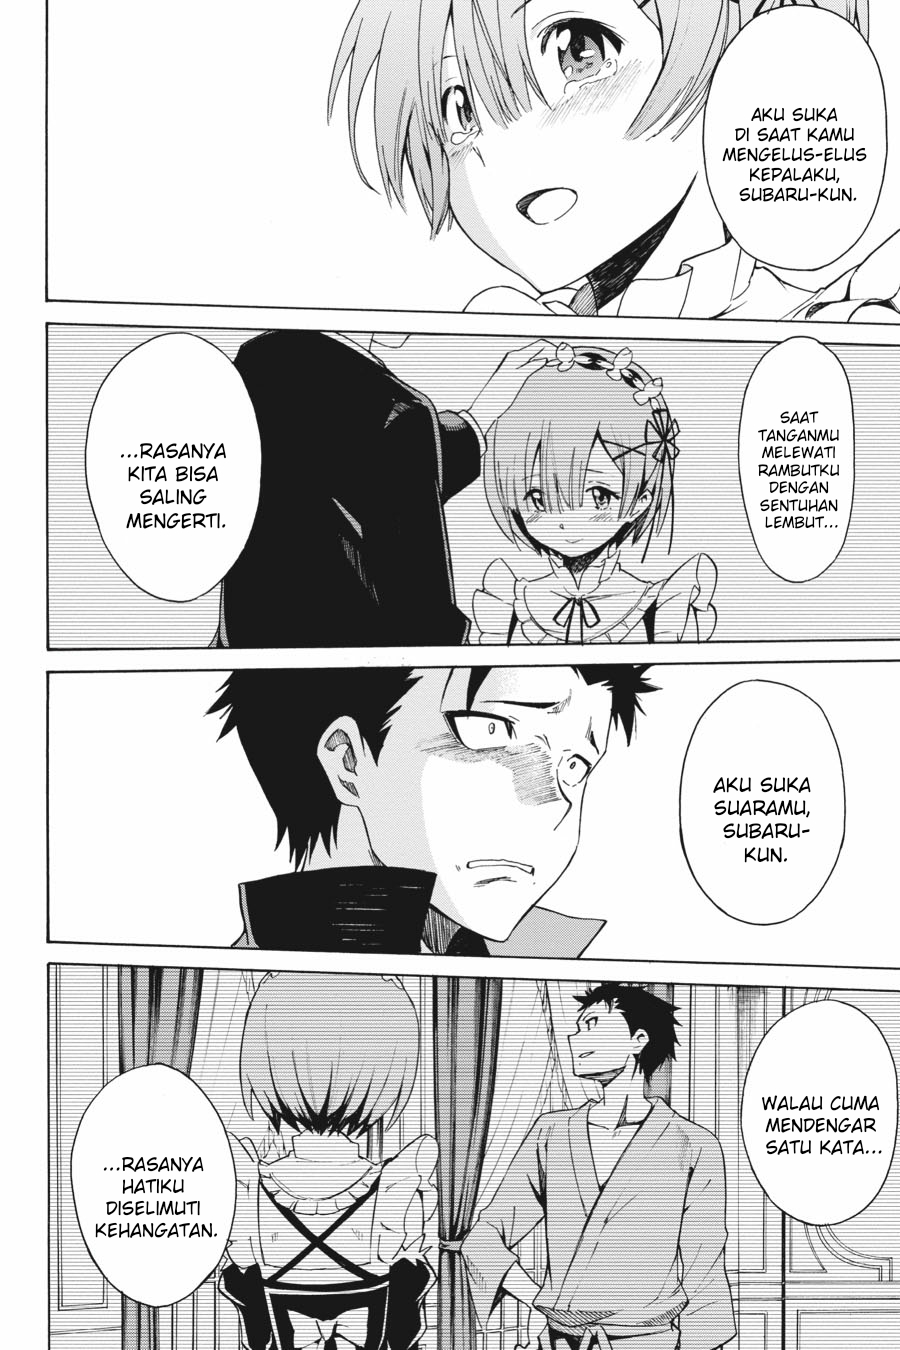 AKU SUKA
DI SAAT KAMU
MENGELUS-ELUS
KEPALAKU,
SUBARU-KUN.
SAAT
TANGANMU
MELEWATI
RAMBUTKU
DENGAN
SENTUHAN
LEMBUT...
...RASANYA
KITA BISA
SALING
MENGERTI.
AKU SUKA
SUARAMU,
SUBARU-
KUN.
WALAU CUMA
MENDENGAR
SATU KATA...
...RASANYA
HATIKU
DISELIMUTI
KEHANGATAN.